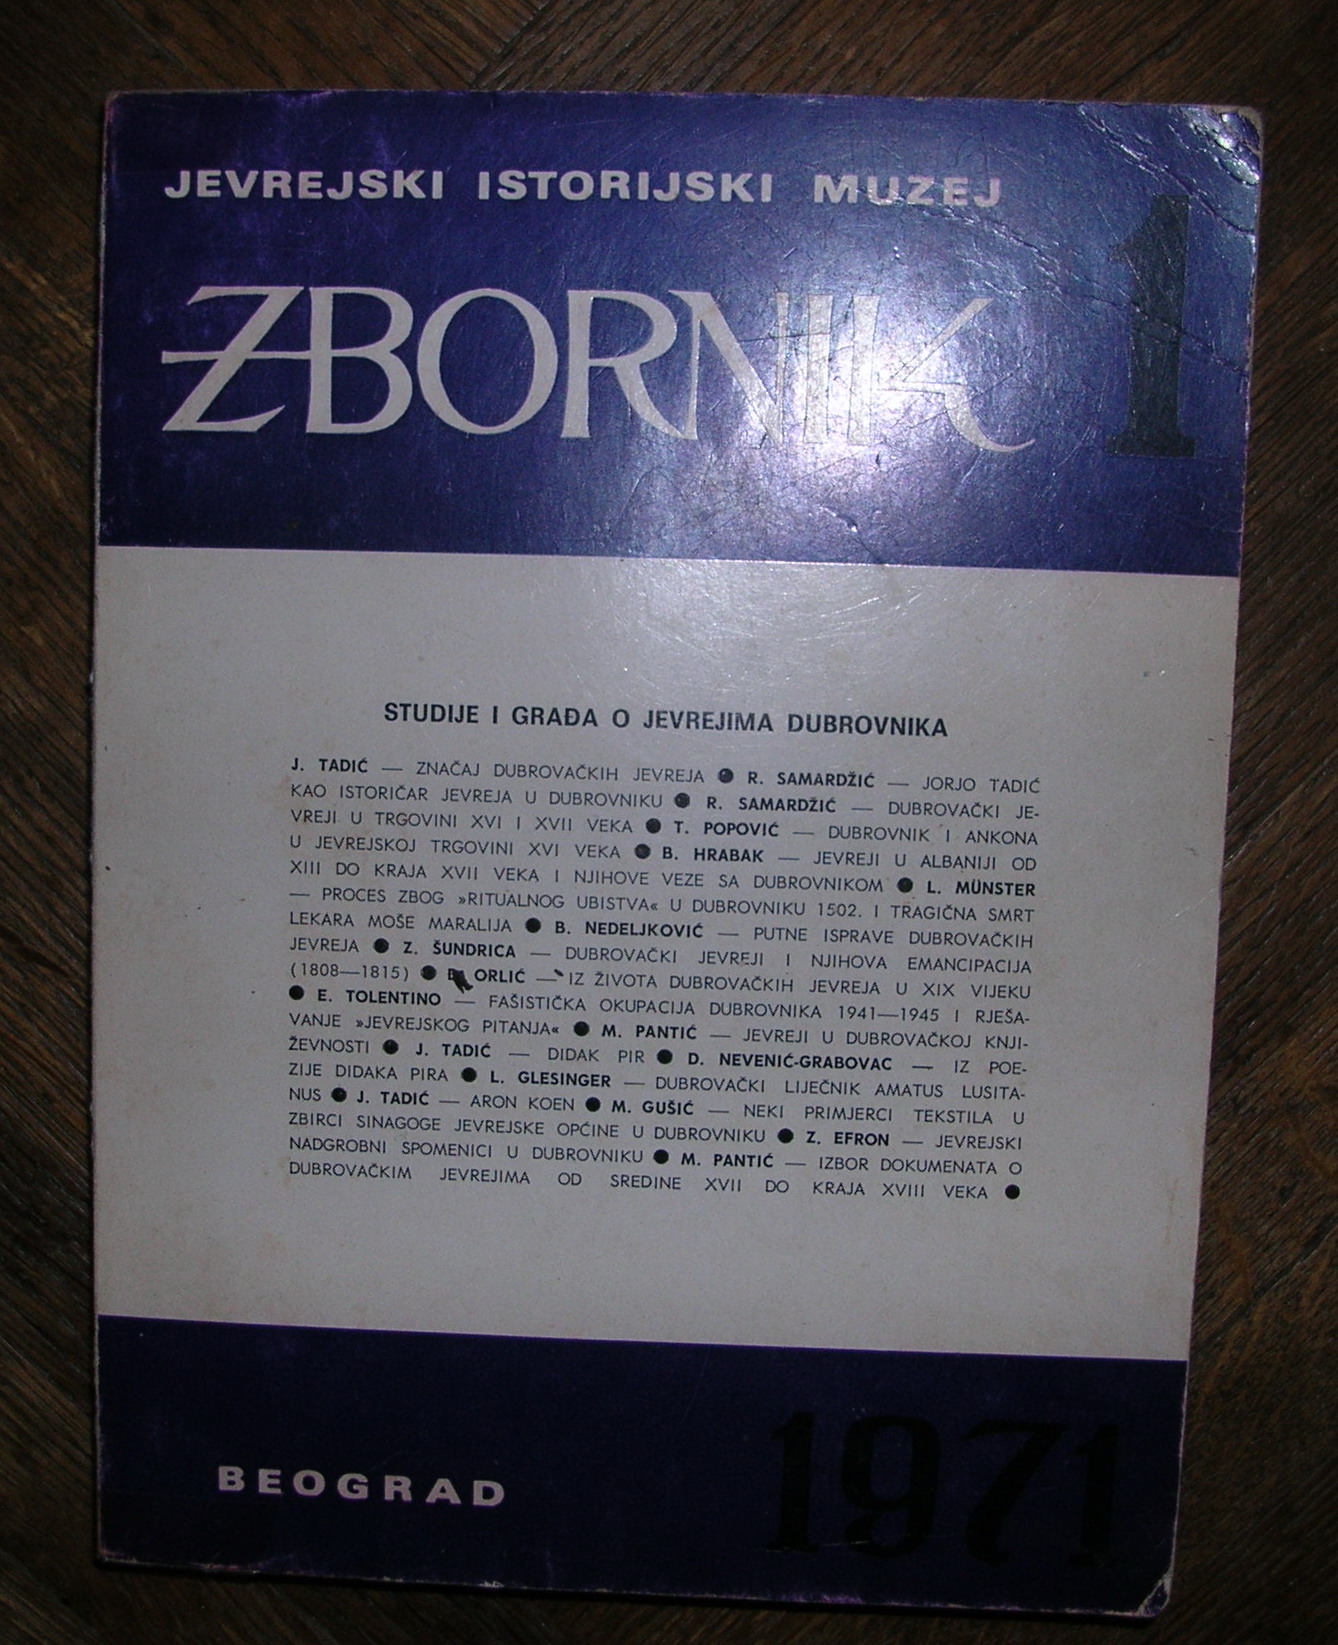 JEVREJSKI ISTORIJSKI MUZEJ
ZBORNIK 1
STUDIJE I GRAĐA O JEVREJIMA DUBROVNIKA
J. TADIĆ — ZNAČAJ DUBROVAČKIH JEVREJA ● R. SAMARDŽIĆ — JORJO TADIĆ
KAO ISTORIČAR JEVREJA U DUBROVNIKU ● R. SAMARDŽIĆ — DUBROVAČKI JE-
VREJI U TRGOVINI XVI I XVII VEKA ● T. POPOVIĆ — DUBROVNIK I ANKONA
U JEVREJSKOJ TRGOVINI XVI VEKA ● B. HRABAK — JEVREJI U ALBANIJI OD
XIII DO KRAJA XVII VEKA I NJIHOVE VEZE SA DUBROVNIKOM ● L. MÜNSTER
— PROCES ZBOG »RITUALNOG UBISTVA« U DUBROVNIKU 1502. I TRAGIČNA SMRT
LEKARA MOŠE MARALIJA ● B. NEDELJKOVIĆ — PUTNE ISPRAVE DUBROVAČKIH
JEVREJA ● Z. ŠUNDRICA — DUBROVAČKI JEVREJI I NJIHOVA EMANCIPACIJA
(1808—1815) ● ORLIĆ — IZ ŽIVOTA DUBROVAČKIH JEVREJA U XIX VIJEKU
● E. TOLENTINO — FAŠISTIČKA OKUPACIJA DUBROVNIKA 1941—1945 I RJEŠA-
VANJE »JEVREJSKOG PITANJA« ● M. PANTIĆ — JEVREJI U DUBROVAČKOJ KNJI-
ŽEVNOSTI ● J. TADIĆ — DIDAK PIR ● D. NEVENIĆ-GRABOVAC — IZ POE-
ZIJE DIDAKA PIRA ● L. GLESINGER — DUBROVAČKI LIJEČNIK AMATUS LUSITA-
NUS ● J. TADIĆ — ARON KOEN ● M. GUŠIĆ — NEKI PRIMJERCI TEKSTILA U
ZBIRCI SINAGOGE JEVREJSKE OPĆINE U DUBROVNIKU ● Z. EFRON — JEVREJSKI
NADGROBNI SPOMENICI U DUBROVNIKU ● M. PANTIĆ — IZBOR DOKUMENATA O
DUBROVAČKIM JEVREJIMA OD SREDINE XVII DO KRAJA XVIII VEKA ●
BEOGRAD 1971